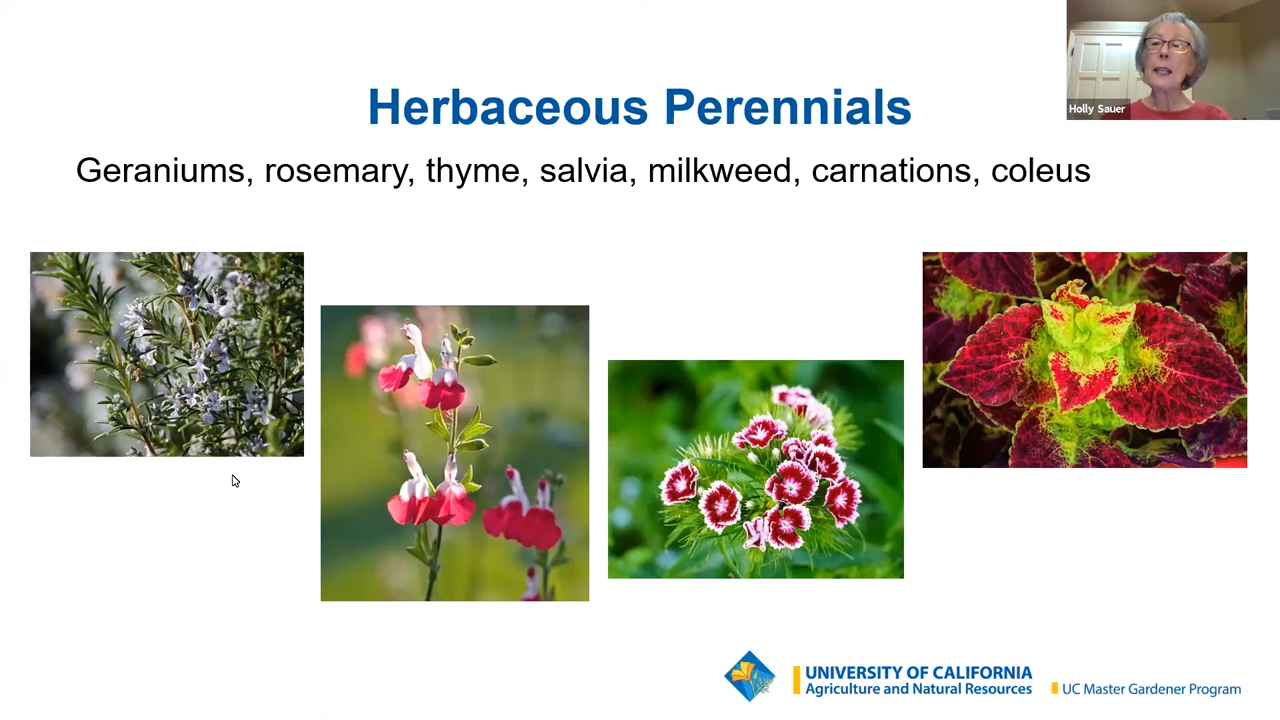 Herbaceous Perennials
Geraniums, rosemary, thyme, salvia, milkweed, carnations, coleus
Holly Sauer
UNIVERSITY OF CALIFORNIA
Agriculture and Natural Resources
UC Master Gardener Program